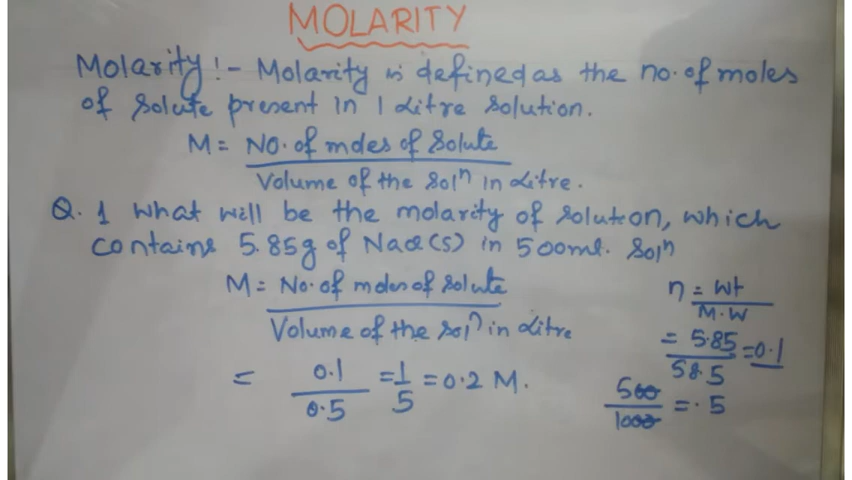 MOLARITY
Molarity :- Molarity is defined as the no. of moles
of solute present in 1 Litre solution.
M = NO. of moles of Solute
Volume of the Solⁿ in Litre.
Q. 1 What will be the molarity of solution, which
contains 5.85g of NaCl(S) in 500ml. Solⁿ
M = No. of moles of solute
Volume of the Solⁿ in Litre
n = Wt
M.W
= 5.85 = 0.1
58.5
= 0.1 = 1 = 0.2 M.
0.5 5
500 = .5
1000